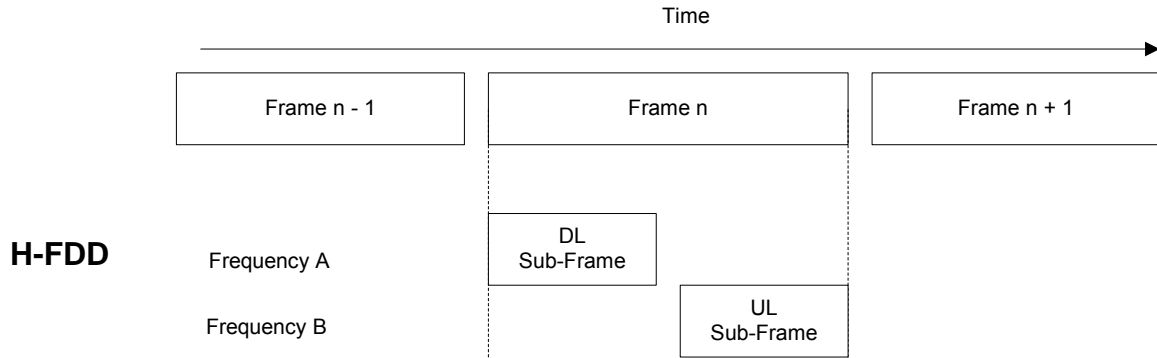 Time
Frame n - 1
Frame n
Frame n + 1
H-FDD
Frequency A
DL
Sub-Frame
Frequency B
UL
Sub-Frame